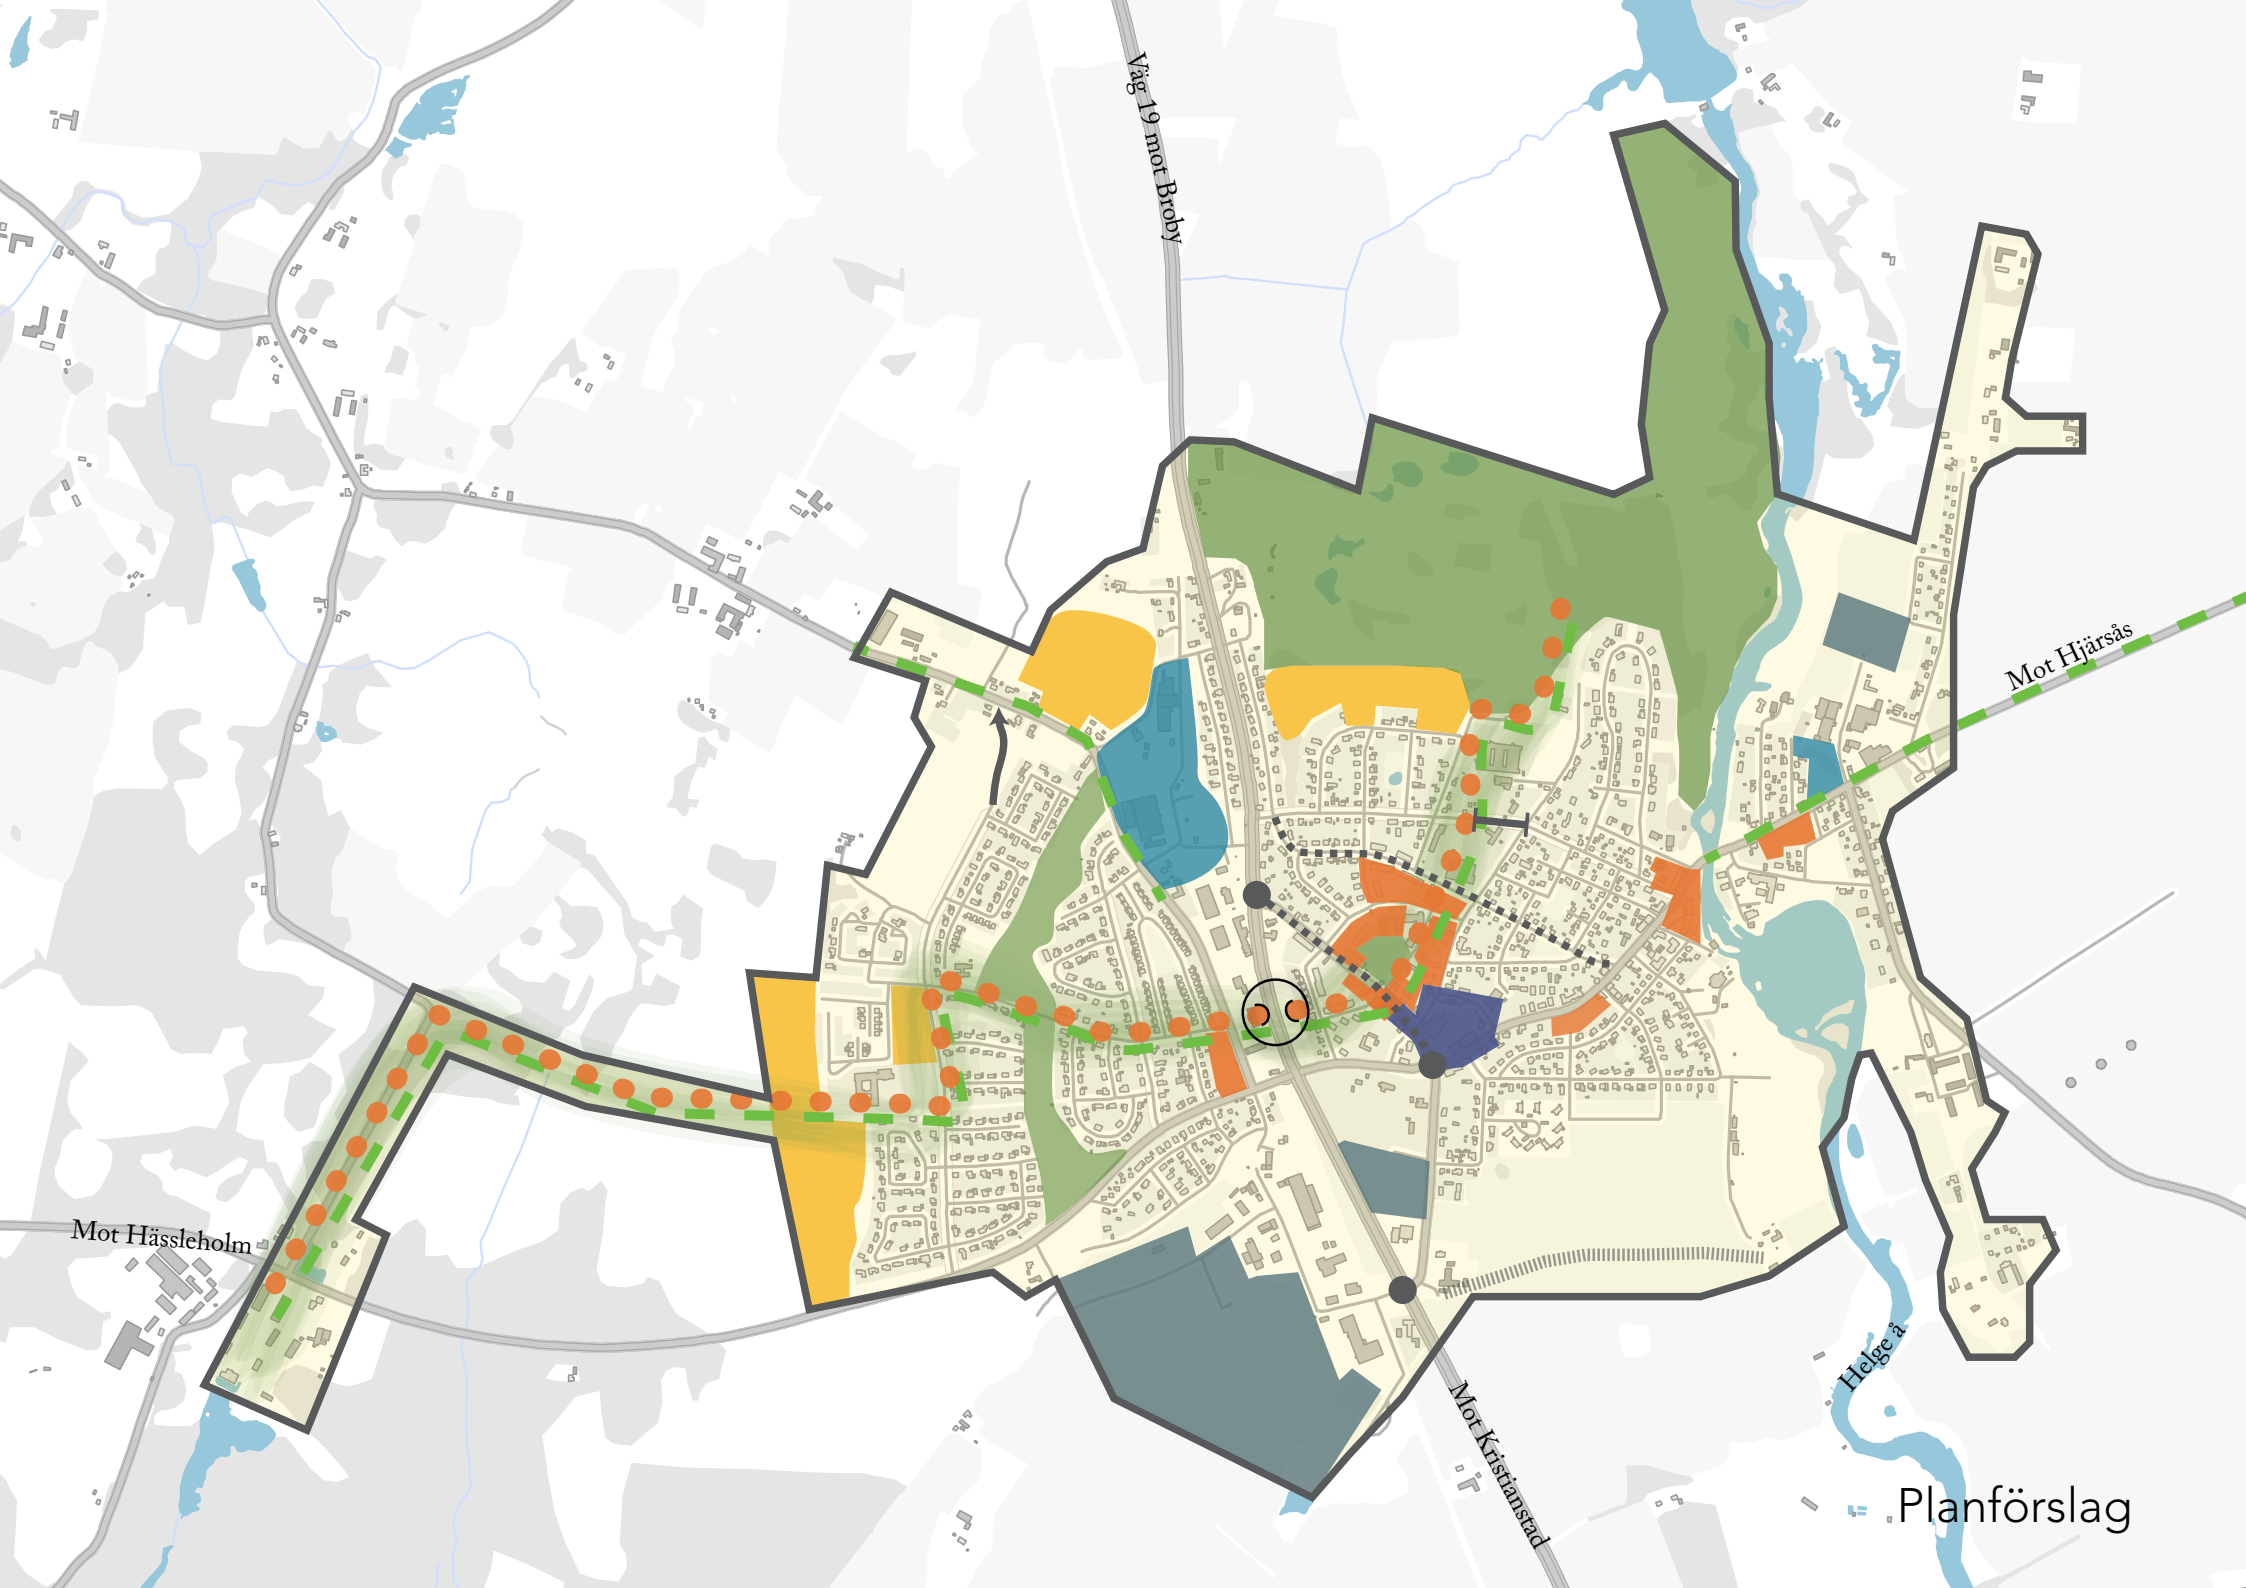 Väg 19 mot Broby
Mot Hjärsås
Mot Hässleholm
Helge å
Mot Kristianstad
Planförslag